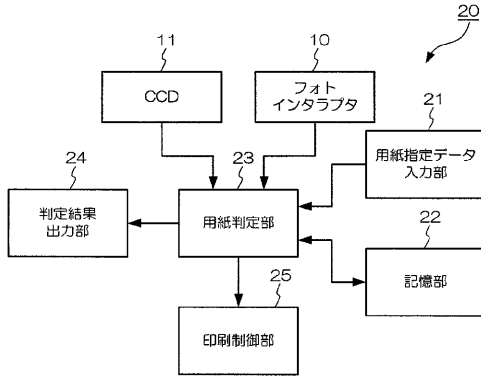 20
11
10
CCD
フォト
インタラプタ
21
用紙指定データ
入力部
24
23
判定結果
出力部
用紙判定部
22
記憶部
25
印刷制御部